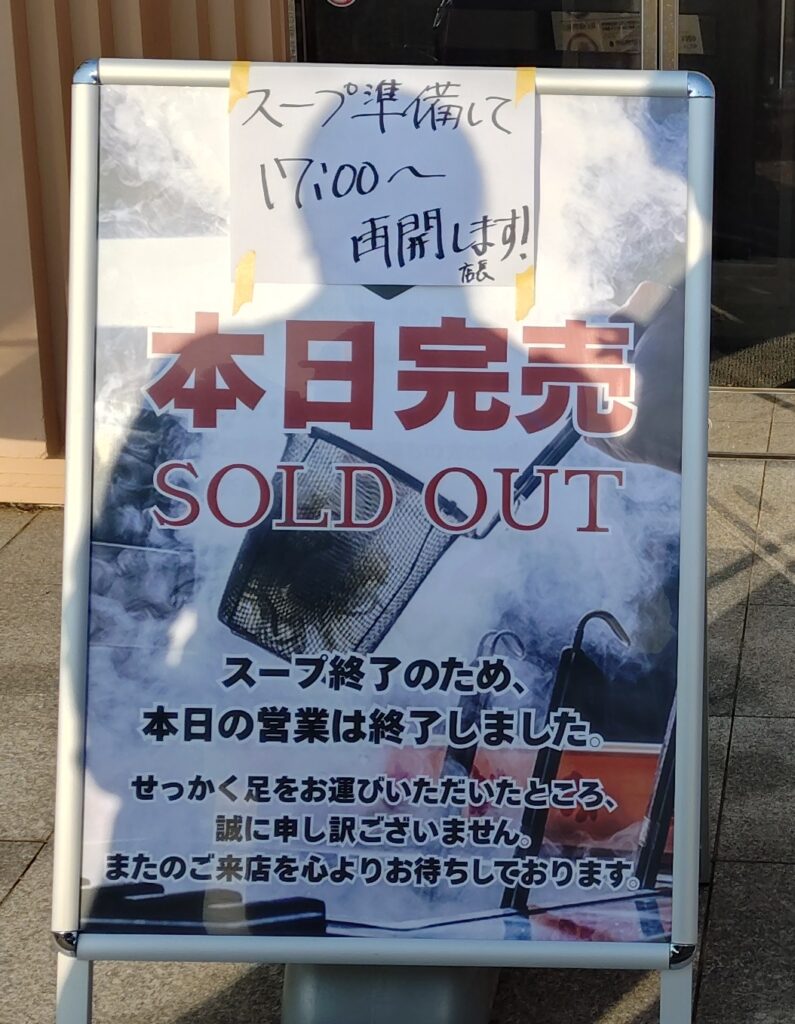 スープ準備して
17:00～
再開します!
店長
本日完売
SOLD OUT
スープ終了のため、
本日の営業は終了しました。
せっかく足をお運びいただいたところ、
誠に申し訳ございません。
またのご来店を心よりお待ちしております。